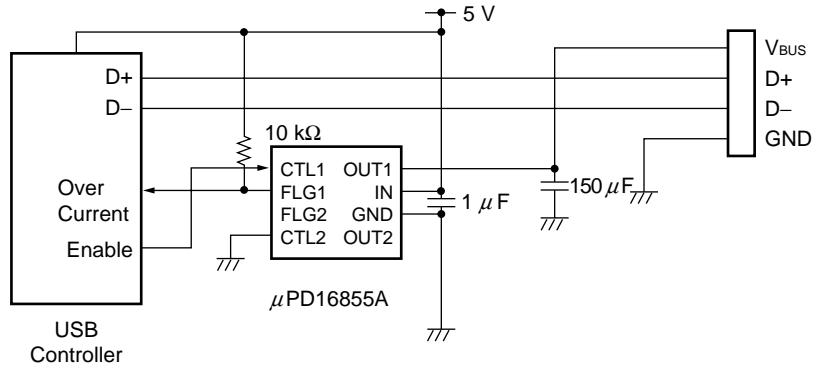 5 V
VBUS
D+
D+
D−
D−
GND
10 kΩ
CTL1 OUT1
FLG1 IN
FLG2 GND
CTL2 OUT2
Over
Current
Enable
1 μF
150 μF
μPD16855A
USB
Controller